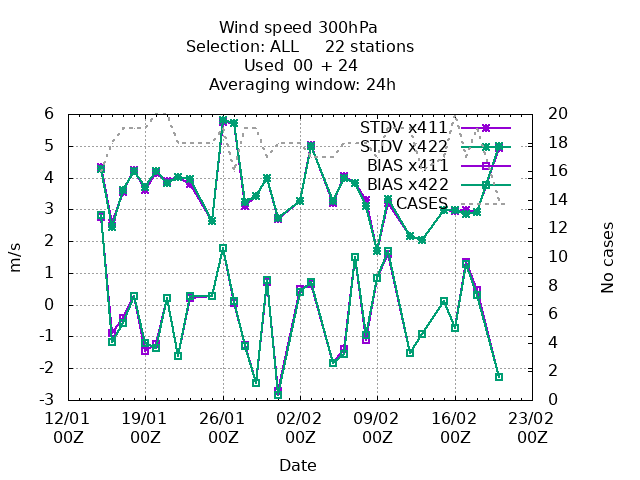 Wind speed 300hPa
Selection: ALL 22 stations
Used 00 + 24
Averaging window: 24h
6
5
4
3
2
1
0
-1
-2
-3
m/s
20
18
16
14
12
10
8
6
4
2
0
No cases
STDV x411
STDV x422
BIAS x411
BIAS x422
CASES
12/01 19/01 26/01 02/02 09/02 16/02 23/02
00Z 00Z 00Z 00Z 00Z 00Z 00Z
Date